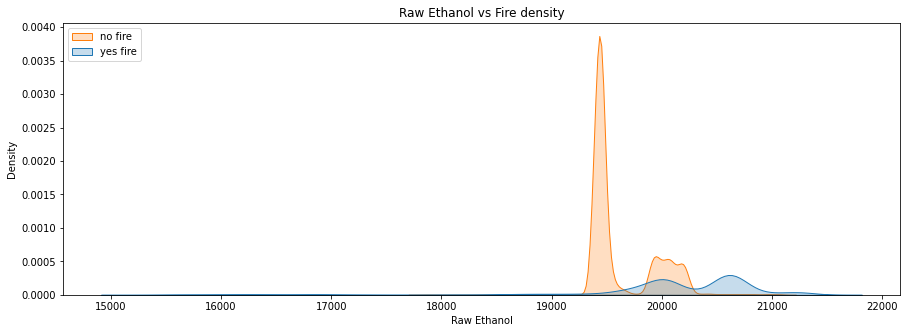 Raw Ethanol vs Fire density
0.0040
0.0035
0.0030
0.0025
0.0020
0.0015
0.0010
0.0005
0.0000
Density
no fire
yes fire
15000 16000 17000 18000 19000 20000 21000 22000
Raw Ethanol